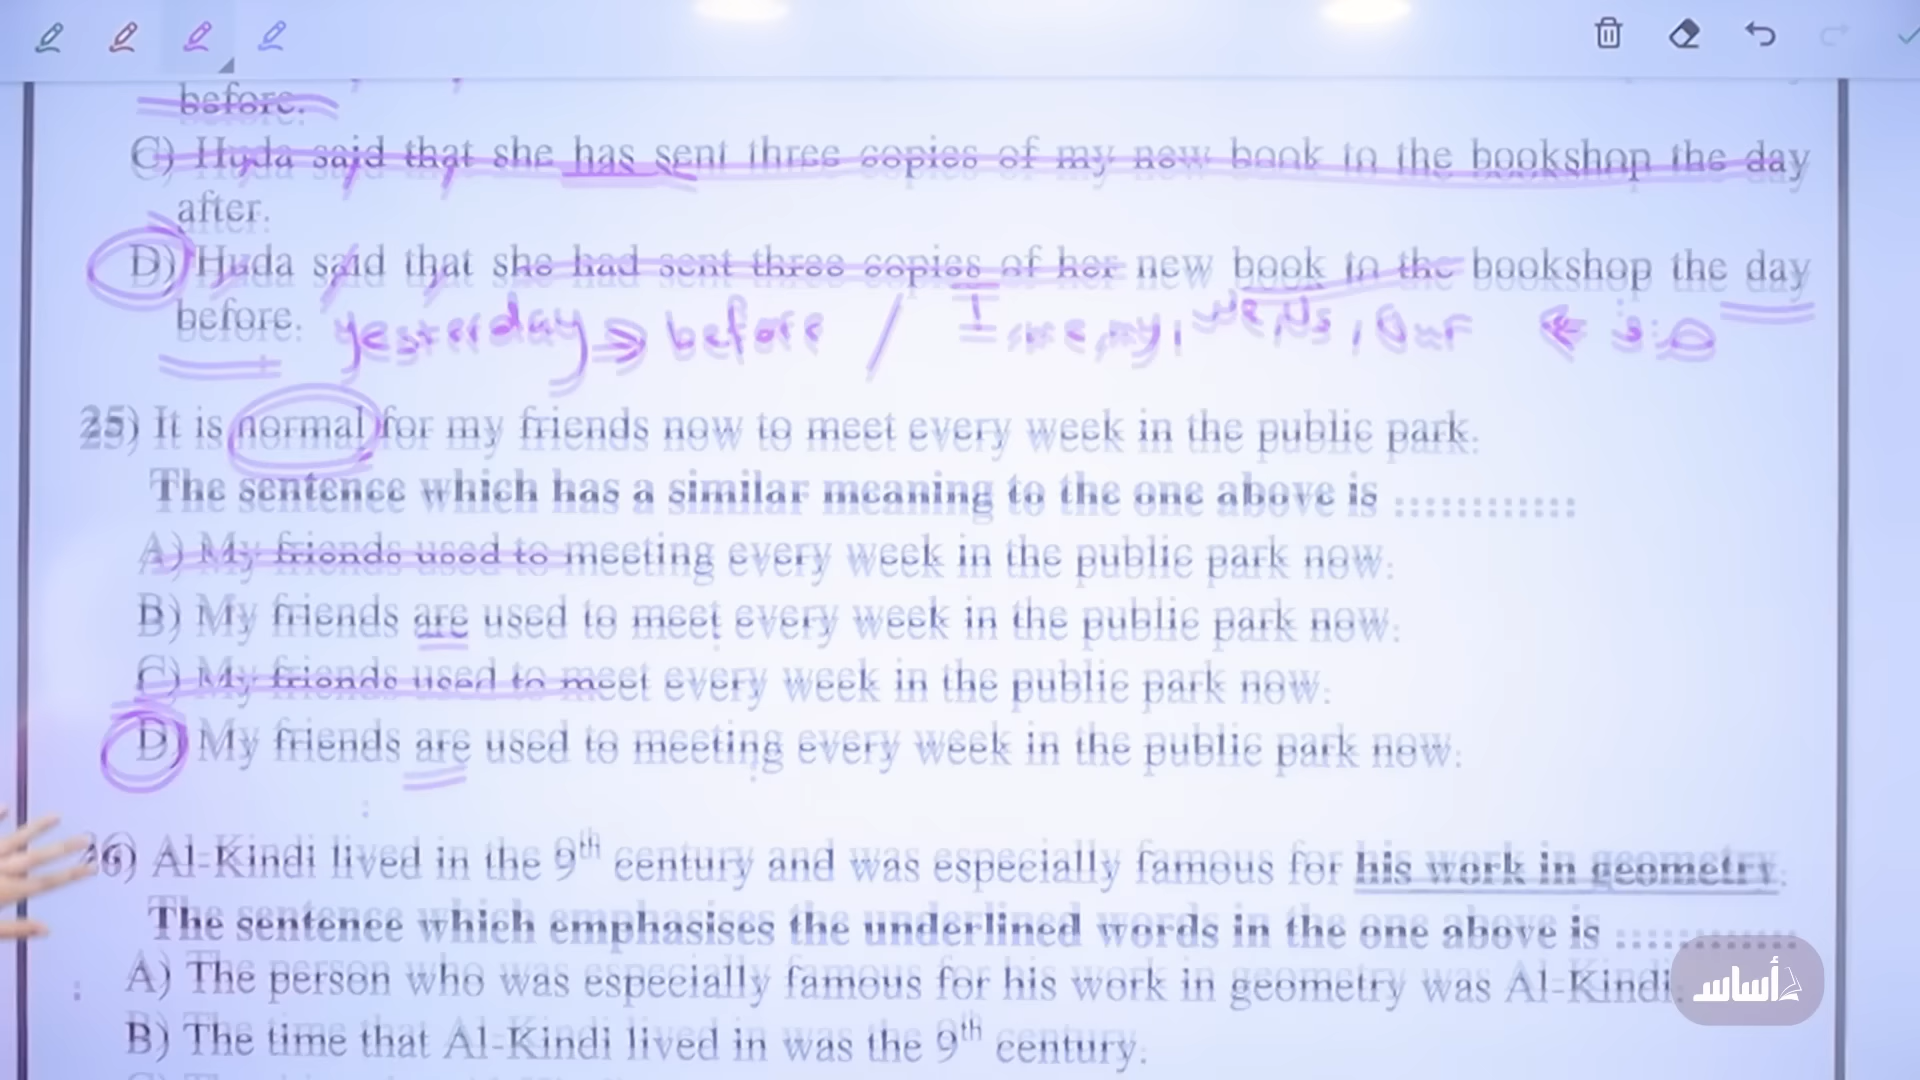 before.
C) Huda said that she has sent three copies of my new book to the bookshop the day
after.
D) Huda said that she had sent three copies of her new book to the bookshop the day
before. yesterday ⇒ before / I
25) It is normal for my friends now to meet every week in the public park.
The sentence which has a similar meaning to the one above is ............
A) My friends used to meeting every week in the public park now.
B) My friends are used to meet every week in the public park now.
C) My friends used to meet every week in the public park now.
D) My friends are used to meeting every week in the public park now.
26) Al-Kindi lived in the 9th century and was especially famous for his work in geometry.
The sentence which emphasises the underlined words in the one above is ............
A) The person who was especially famous for his work in geometry was Al-Kindi.
B) The time that Al-Kindi lived in was the 9th century.
أساس